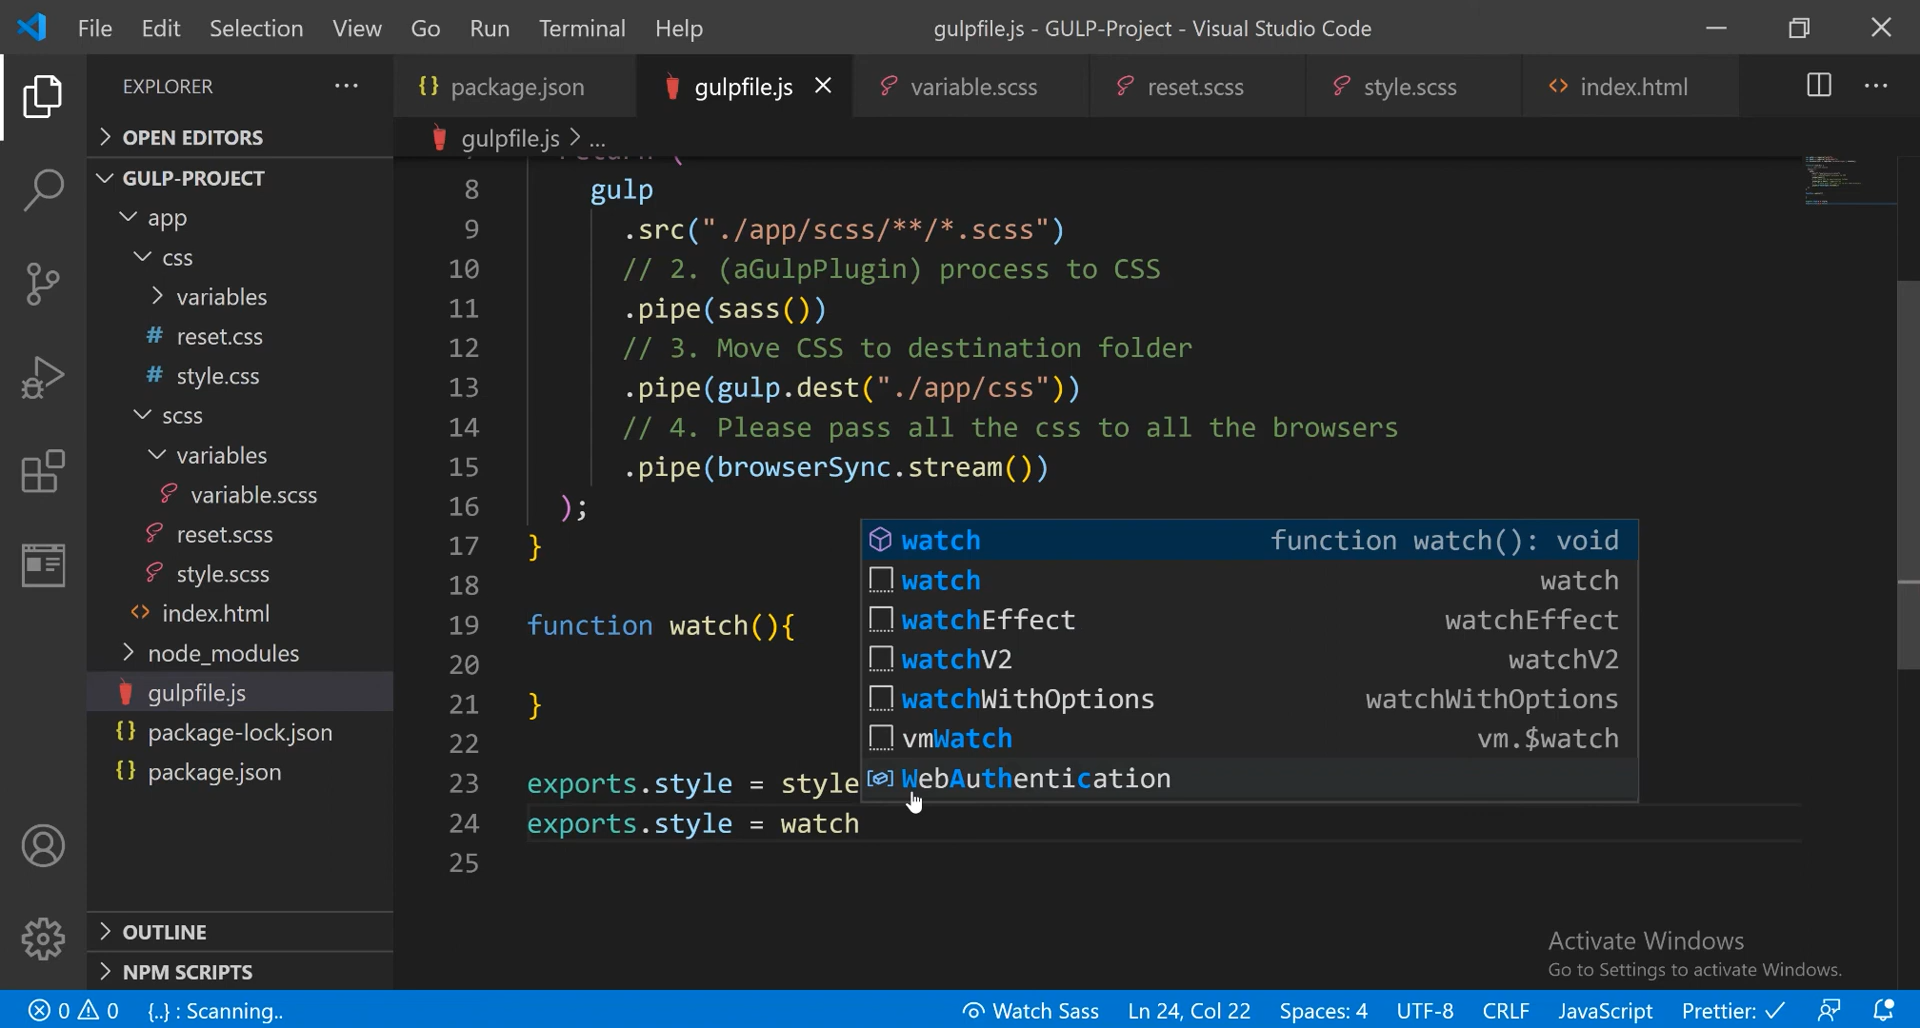 File Edit Selection View Go Run Terminal Help gulpfile.js - GULP-Project - Visual Studio Code
EXPLORER ...
package.json gulpfile.js variable.scss reset.scss style.scss index.html ...
OPEN EDITORS
gulpfile.js > ...
GULP-PROJECT
app
css
variables
reset.css
style.css
scss
variables
variable.scss
reset.scss
style.scss
index.html
node_modules
gulpfile.js
package-lock.json
package.json
OUTLINE
NPM SCRIPTS
8 gulp
9 .src("./app/scss/**/*.scss")
10 // 2. (aGulpPlugin) process to CSS
11 .pipe(sass())
12 // 3. Move CSS to destination folder
13 .pipe(gulp.dest("./app/css"))
14 // 4. Please pass all the css to all the browsers
15 .pipe(browserSync.stream())
16 );
17 }
18
19 function watch(){
20
21 }
22
23 exports.style = style
24 exports.style = watch
25
watch function watch(): void
watch watch
watchEffect watchEffect
watchV2 watchV2
watchWithOptions watchWithOptions
vmWatch vm.$watch
WebAuthentication
Activate Windows
Go to Settings to activate Windows.
0 0 {..} : Scanning.. Watch Sass Ln 24, Col 22 Spaces: 4 UTF-8 CRLF JavaScript Prettier: ✓